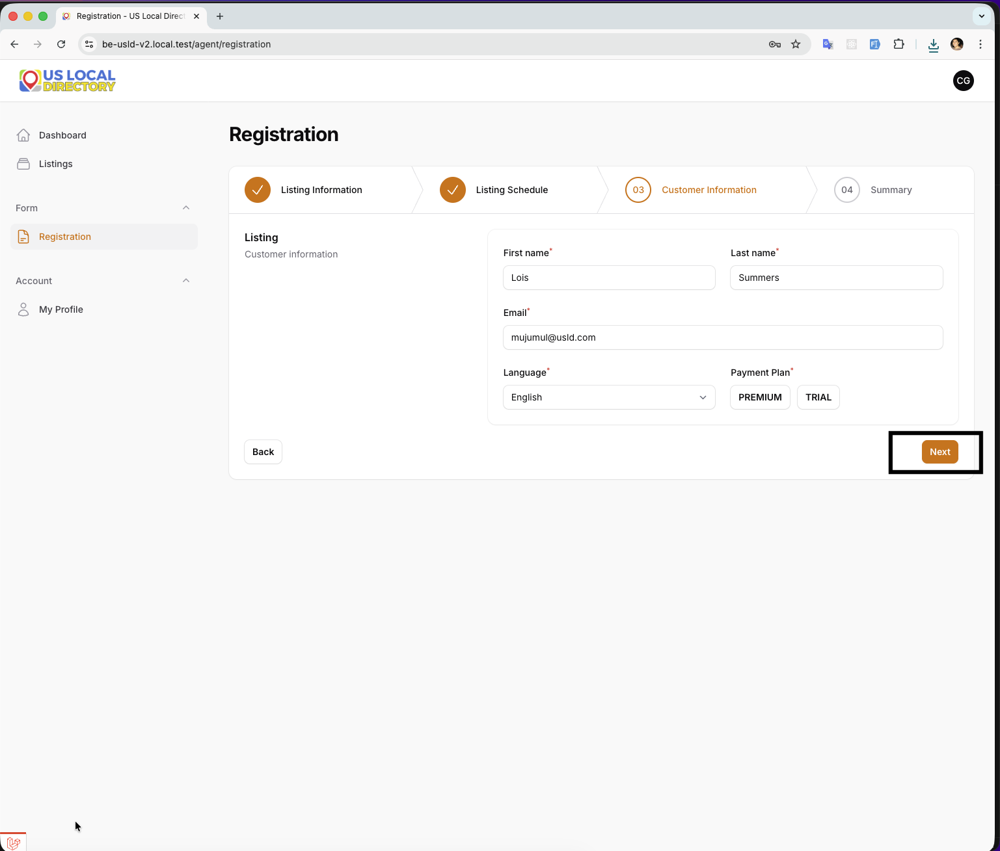 Registration - US Local Direct
be-usld-v2.local.test/agent/registration
US LOCAL
DIRECTORY
CG
Dashboard
Listings
Form
Registration
Account
My Profile
Registration
Listing Information
Listing Schedule
03 Customer Information
04 Summary
Listing
Customer information
First name*
Last name*
Lois
Summers
Email*
mujumul@usld.com
Language*
Payment Plan*
English
PREMIUM TRIAL
Back
Next